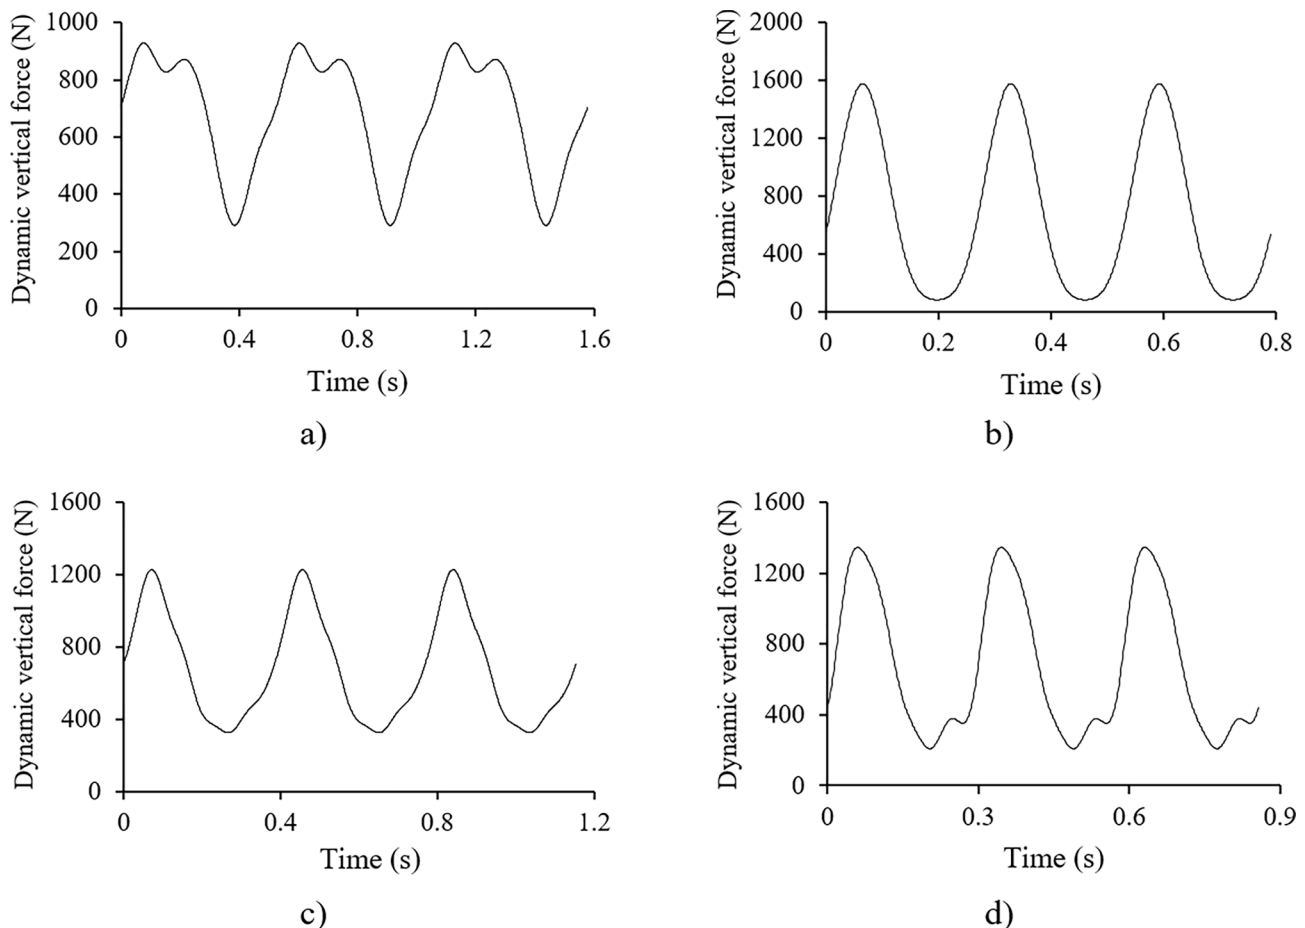 Dynamic vertical force (N)
1000
800
600
400
200
0
0 0.4 0.8 1.2 1.6
Time (s)
a)
Dynamic vertical force (N)
2000
1600
1200
800
400
0
0 0.2 0.4 0.6 0.8
Time (s)
b)
Dynamic vertical force (N)
1600
1200
800
400
0
0 0.4 0.8 1.2
Time (s)
c)
Dynamic vertical force (N)
1600
1200
800
400
0
0 0.3 0.6 0.9
Time (s)
d)